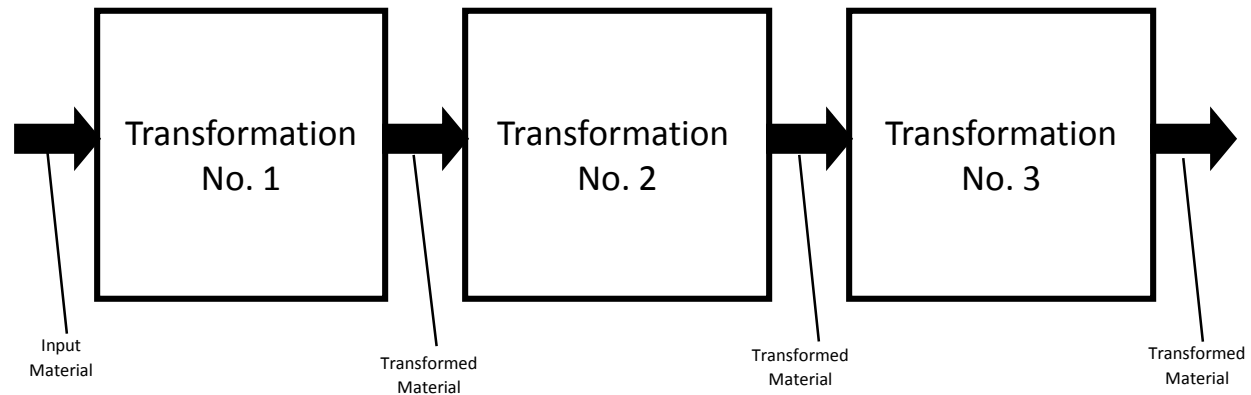 Transformation
No. 1
Transformation
No. 2
Transformation
No. 3
Input
Material
Transformed
Material
Transformed
Material
Transformed
Material